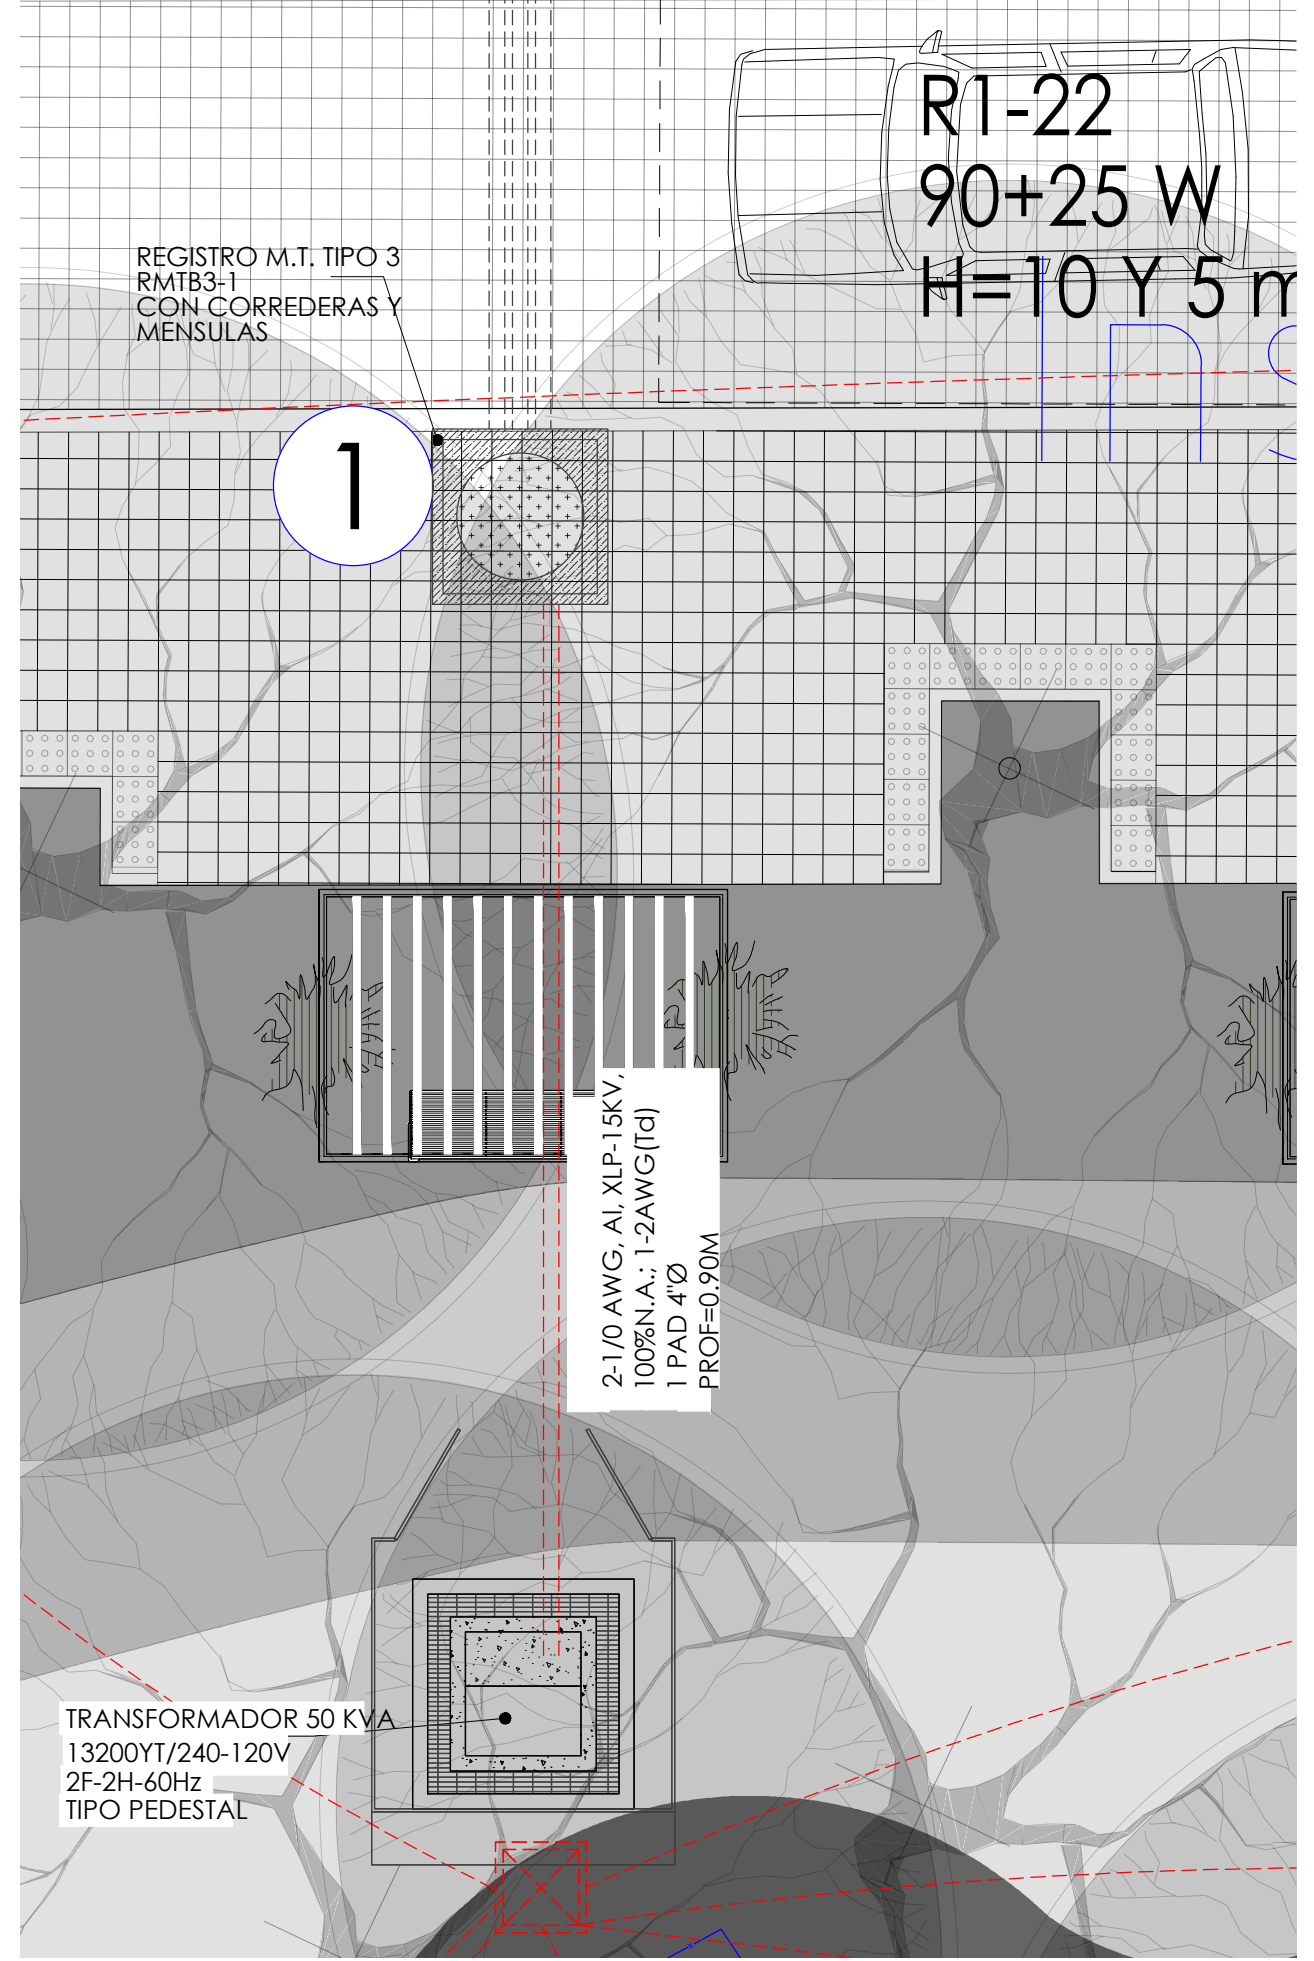 R1-22
90+25 W
H=10 Y 5 m
REGISTRO M.T. TIPO 3
RMTB3-1
CON CORREDERAS Y
MENSULAS
1
2-1/0 AWG, Al, XLP-15KV,
100%N.A.; 1-2AWG(Td)
1 PAD 4"Ø
PROF=0.90M
TRANSFORMADOR 50 KVA
13200YT/240-120V
2F-2H-60Hz
TIPO PEDESTAL